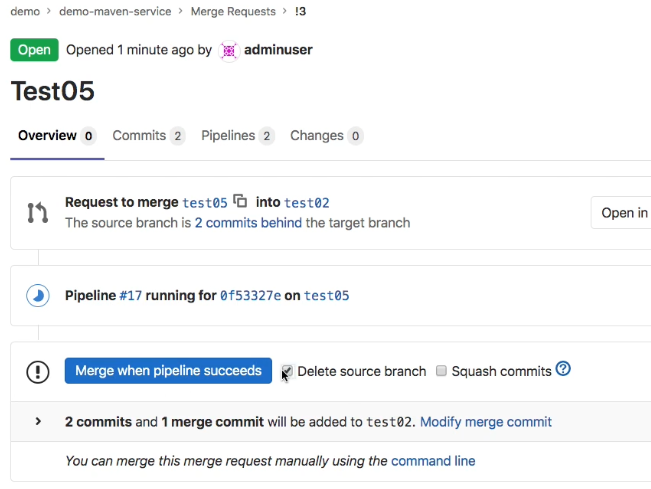 demo > demo-maven-service > Merge Requests > !3
Open Opened 1 minute ago by adminuser
Test05
Overview 0 Commits 2 Pipelines 2 Changes 0
Request to merge test05 into test02
Open in
The source branch is 2 commits behind the target branch
Pipeline #17 running for 0f53327e on test05
Merge when pipeline succeeds Delete source branch Squash commits ?
2 commits and 1 merge commit will be added to test02. Modify merge commit
You can merge this merge request manually using the command line